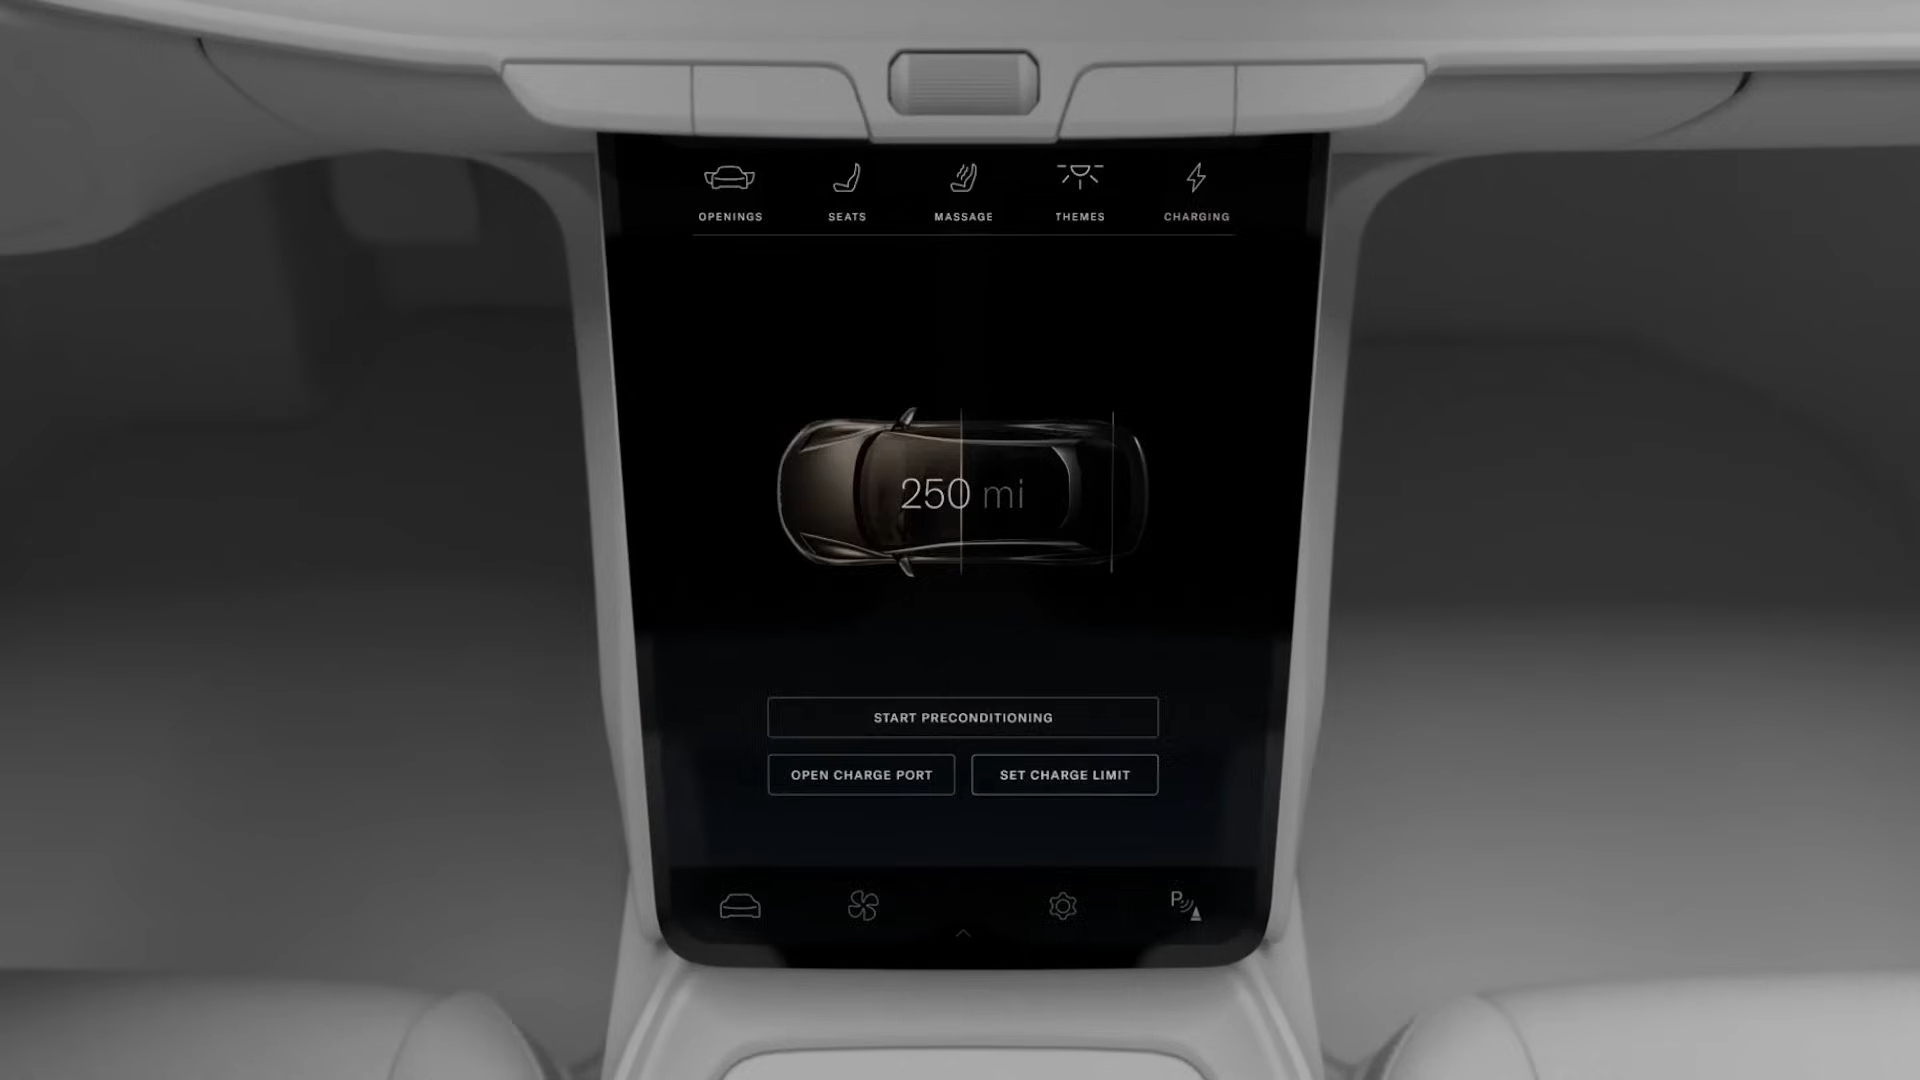 OPENINGS SEATS MASSAGE THEMES CHARGING
250 mi
START PRECONDITIONING
OPEN CHARGE PORT SET CHARGE LIMIT
P